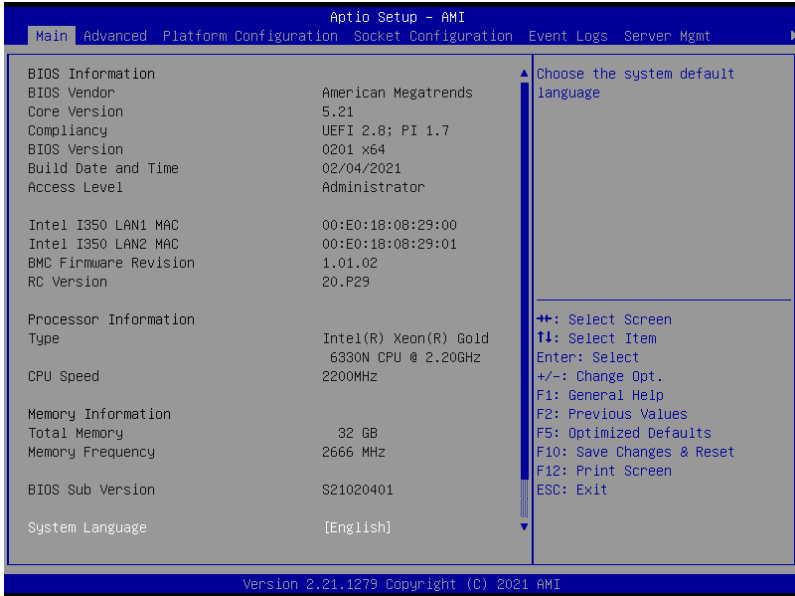 Aptio Setup – AMI
Main Advanced Platform Configuration Socket Configuration Event Logs Server Mgmt
BIOS Information
BIOS Vendor American Megatrends
Core Version 5.21
Compliancy UEFI 2.8; PI 1.7
BIOS Version 0201 x64
Build Date and Time 02/04/2021
Access Level Administrator
Intel I350 LAN1 MAC 00:E0:18:08:29:00
Intel I350 LAN2 MAC 00:E0:18:08:29:01
BMC Firmware Revision 1.01.02
RC Version 20.P29
Processor Information
Type Intel(R) Xeon(R) Gold
6330N CPU @ 2.20GHz
CPU Speed 2200MHz
Memory Information
Total Memory 32 GB
Memory Frequency 2666 MHz
BIOS Sub Version S21020401
System Language [English]
Choose the system default
language
→←: Select Screen
↑↓: Select Item
Enter: Select
+/-: Change Opt.
F1: General Help
F2: Previous Values
F5: Optimized Defaults
F10: Save Changes & Reset
F12: Print Screen
ESC: Exit
Version 2.21.1279 Copyright (C) 2021 AMI